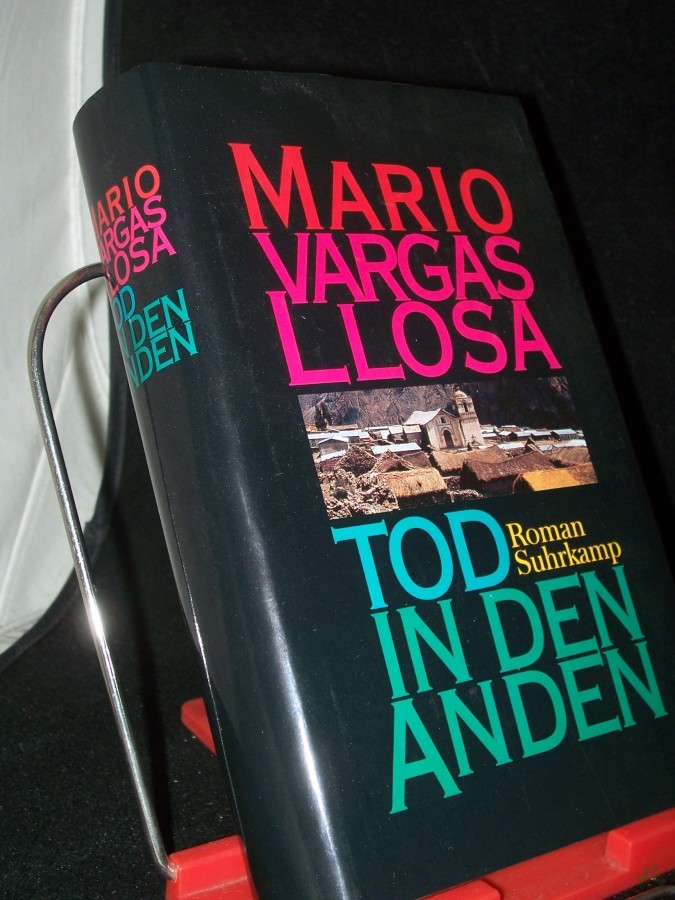 MARIO
VARGAS
LLOSA
TOD
IN DEN
ANDEN
Roman
Suhrkamp
MARIO
VARGAS
LLOSA
TOD
IN DEN
ANDEN